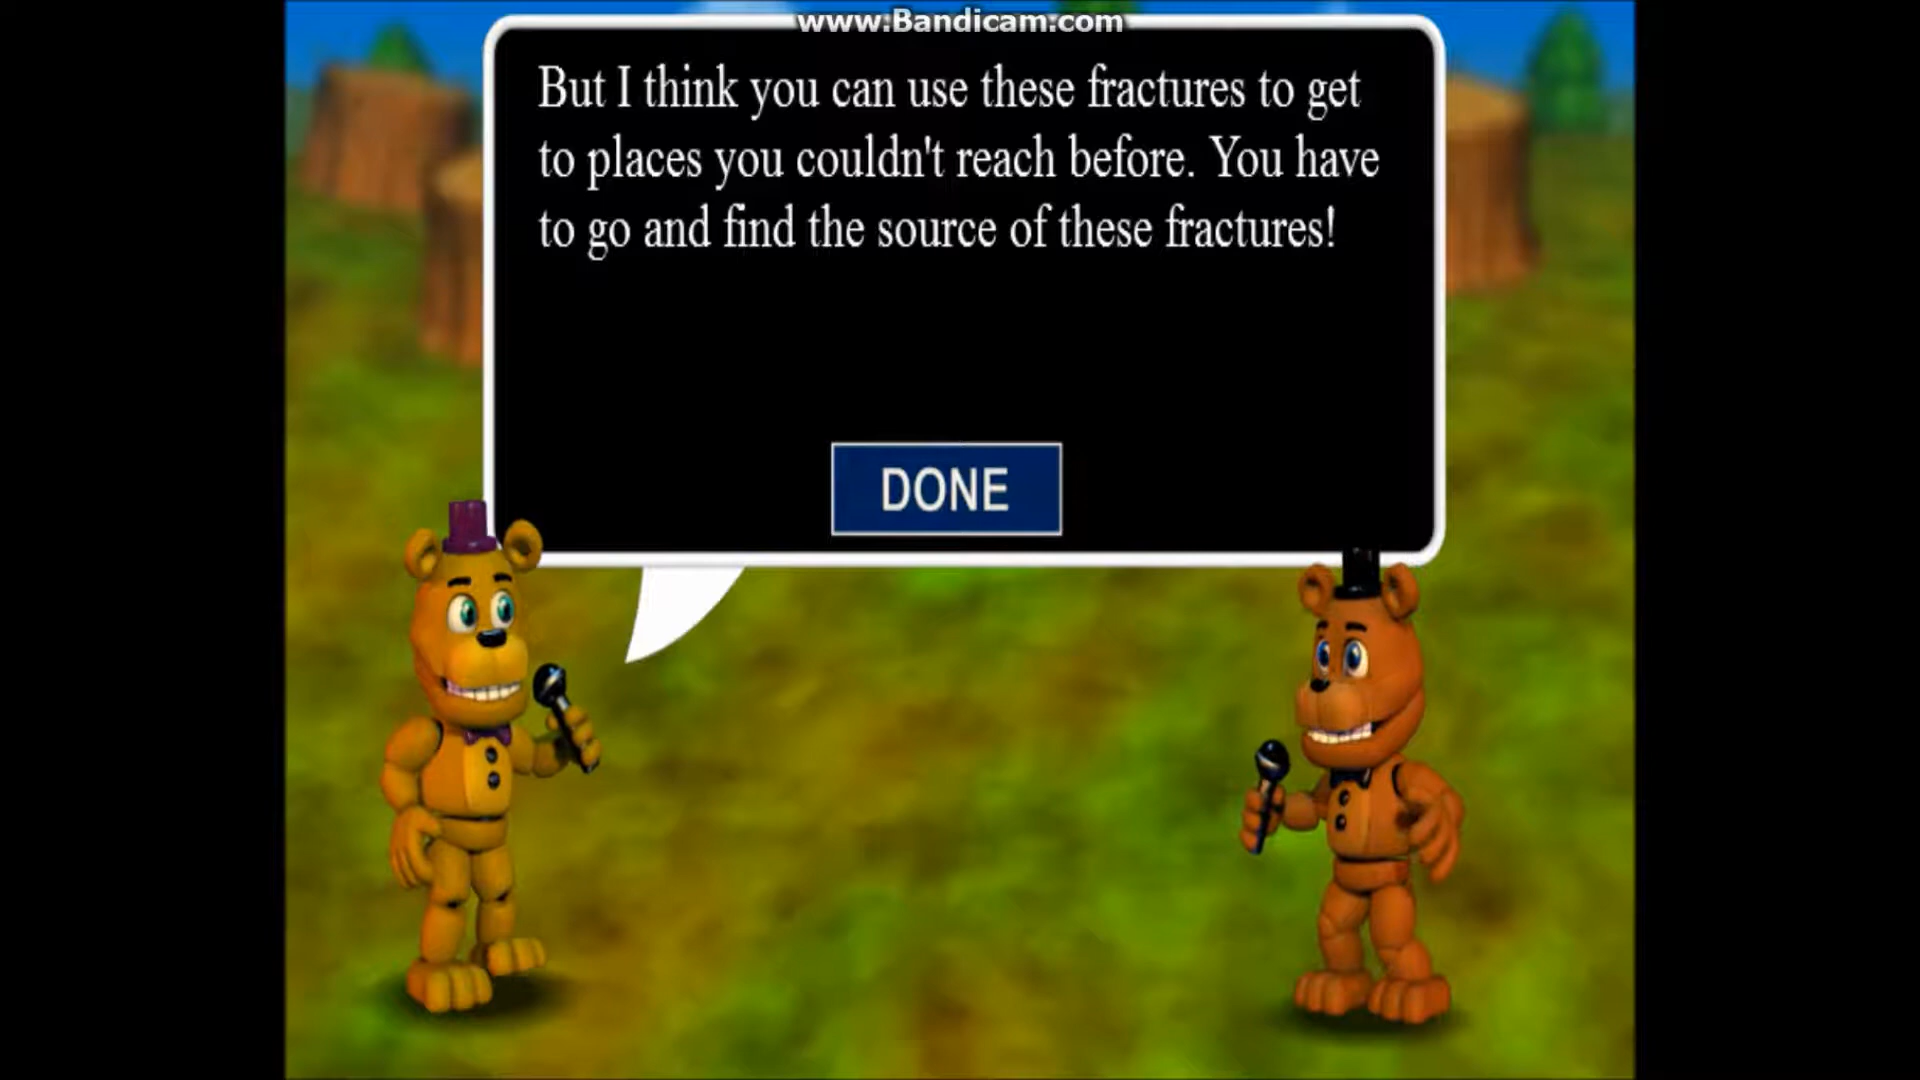 www.Bandicam.com
But I think you can use these fractures to get
to places you couldn't reach before. You have
to go and find the source of these fractures!
DONE